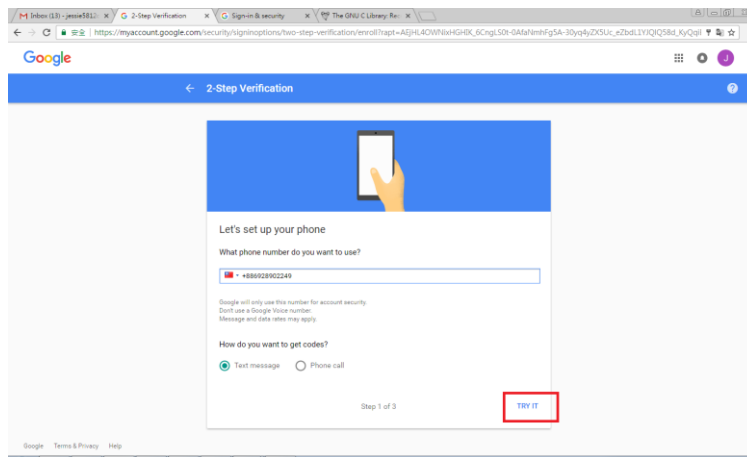 Inbox (13) - jessie5812
2-Step Verification
Sign-in & security
The GNU C Library: Re
安全 | https://myaccount.google.com/security/signinoptions/two-step-verification/enroll?rapt=
Google
J
2-Step Verification
Let's set up your phone
What phone number do you want to use?
+886928902249
Google will only use this number for account security.
Don't use a Google Voice number.
Message and data rates may apply.
How do you want to get codes?
Text message Phone call
Step 1 of 3 TRY IT
Google Terms & Privacy Help